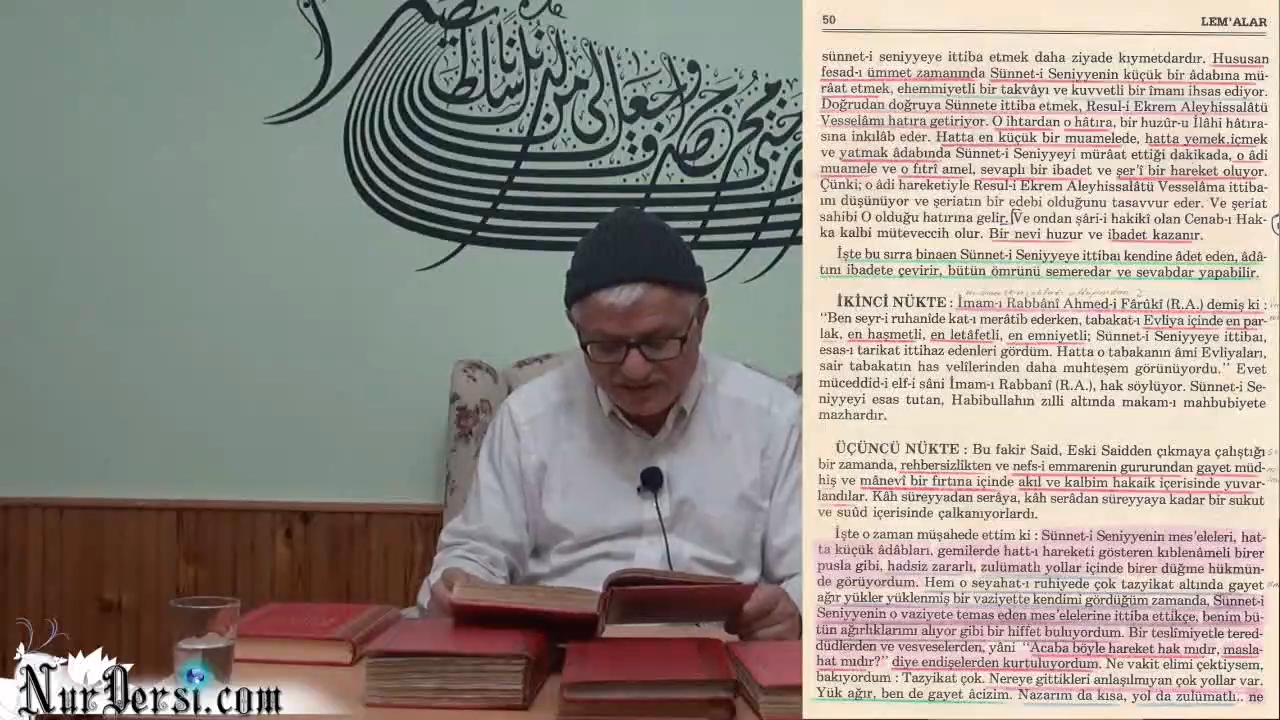 50 LEM'ALAR
sünnet-i seniyyeye ittiba etmek daha ziyade kıymetdardır. Hususan
fesad-ı ümmet zamanında Sünnet-i Seniyyenin küçük bir âdabına mü-
râat etmek, ehemmiyetli bir takvâyı ve kuvvetli bir îmanı ihsas ediyor.
Doğrudan doğruya Sünnete ittiba etmek, Resul-i Ekrem Aleyhissalâtü
Vesselâmı hatıra getiriyor. O ihtardan o hâtıra, bir huzûr-u İlâhî hâtıra-
sına inkılâb eder. Hatta en küçük bir muamelede, hatta yemek, içmek
ve yatmak âdabında Sünnet-i Seniyyeyi mürâat ettiği dakikada, o âdi
muamele ve o fıtrî amel, sevaplı bir ibadet ve şer'î bir hareket oluyor.
Çünki; o âdi hareketiyle Resul-i Ekrem Aleyhissalâtü Vesselâma ittiba-
ını düşünüyor ve şeriatın bir edebi olduğunu tasavvur eder. Ve şeriat
sahibi O olduğu hatırına gelir. Ve ondan şâri-i hakiki olan Cenab-ı Hak-
ka kalbi müteveccih olur. Bir nevi huzur ve ibadet kazanır.
İşte bu sırra binaen Sünnet-i Seniyyeye ittibaı kendine âdet eden, âdâ-
tını ibadete çevirir, bütün ömrünü semeredar ve sevabdar yapabilir.
İKİNCİ NÜKTE : İmam-ı Rabbânî Ahmed-i Fârûkî (R.A.) demiş ki :
"Ben seyr-i ruhanîde kat-ı merâtib ederken, tabakat-ı Evliya içinde en par-
lak, en haşmetli, en letâfetli, en emniyetli; Sünnet-i Seniyyeye ittibaı,
esas-ı tarikat ittihaz edenleri gördüm. Hatta o tabakanın âmî Evliyaları,
sair tabakatın has velîlerinden daha muhteşem görünüyordu." Evet
müceddid-i elf-i sâni İmam-ı Rabbanî (R.A.), hak söylüyor. Sünnet-i Se-
niyyeyi esas tutan, Habibullahın zılli altında makam-ı mahbubiyete
mazhardır.
ÜÇÜNCÜ NÜKTE : Bu fakir Said, Eski Saidden çıkmaya çalıştığı
bir zamanda, rehbersizlikten ve nefs-i emmarenin gururundan gayet müd-
hiş ve mânevî bir fırtına içinde akıl ve kalbim hakaik içerisinde yuvar-
landılar. Kâh süreyyadan serâya, kâh serâdan süreyyaya kadar bir sukut
ve suûd içerisinde çalkanıyorlardı.
İşte o zaman müşahede ettim ki : Sünnet-i Seniyyenin mes'eleleri, hat-
ta küçük âdâbları, gemilerde hatt-ı hareketi gösteren kıblenâmeli birer
pusla gibi, hadsiz zararlı, zulümatlı yollar içinde birer düğme hükmün-
de görüyordum. Hem o seyahat-ı ruhiyede çok tazyikat altında gayet
ağır yükler yüklenmiş bir vaziyette kendimi gördüğüm zamanda, Sünnet-i
Seniyyenin o vaziyete temas eden mes'elelerine ittiba ettikçe, benim bü-
tün ağırlıklarımı alıyor gibi bir hiffet buluyordum. Bir teslîmiyetle tered-
düdlerden ve vesveselerden, yâni "Acaba böyle hareket hak mıdır, masla-
hat mıdır?" diye endişelerden kurtuluyordum. Ne vakit elimi çektiysem,
bakıyordum : Tazyikat çok. Nereye gittikleri anlaşılmıyan çok yollar var.
Yük ağır, ben de gayet âcizim. Nazarım da kısa, yol da zulümatlı.. ne
NurDersi.com